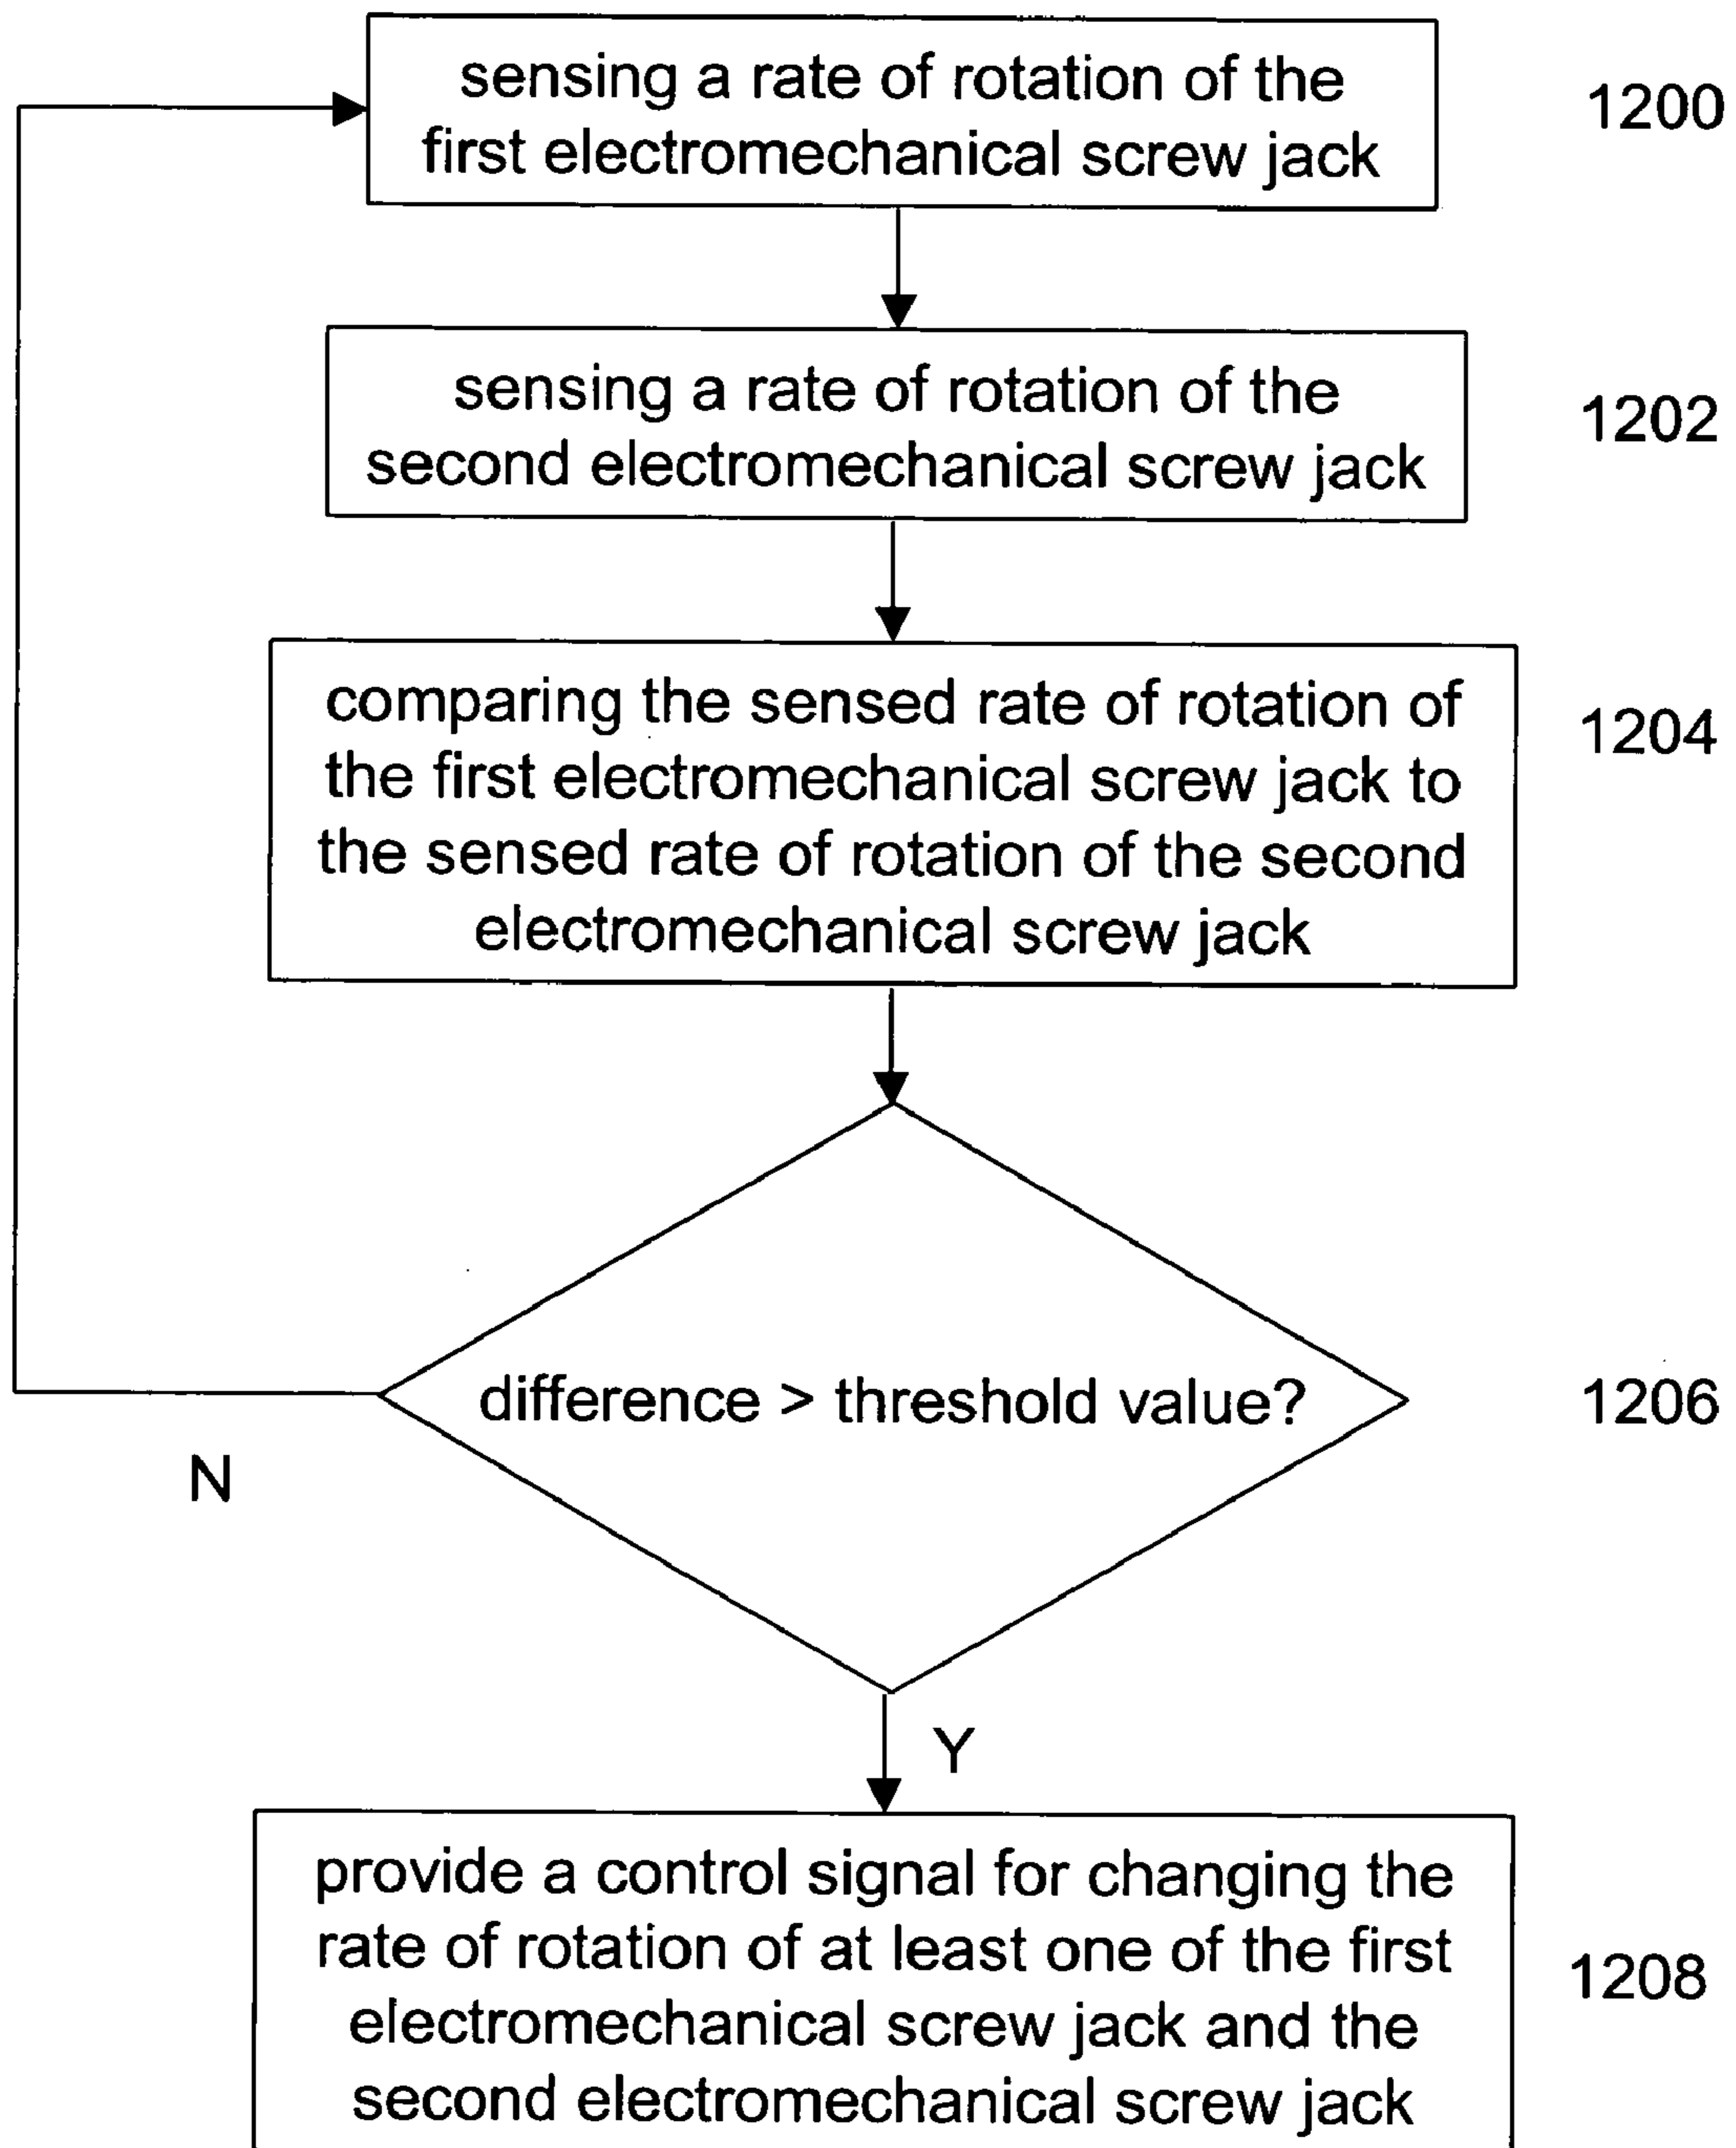 sensing a rate of rotation of the
first electromechanical screw jack
1200
sensing a rate of rotation of the
second electromechanical screw jack
1202
comparing the sensed rate of rotation of
the first electromechanical screw jack to
the sensed rate of rotation of the second
electromechanical screw jack
1204
difference > threshold value?
1206
N
Y
provide a control signal for changing the
rate of rotation of at least one of the first
electromechanical screw jack and the
second electromechanical screw jack
1208